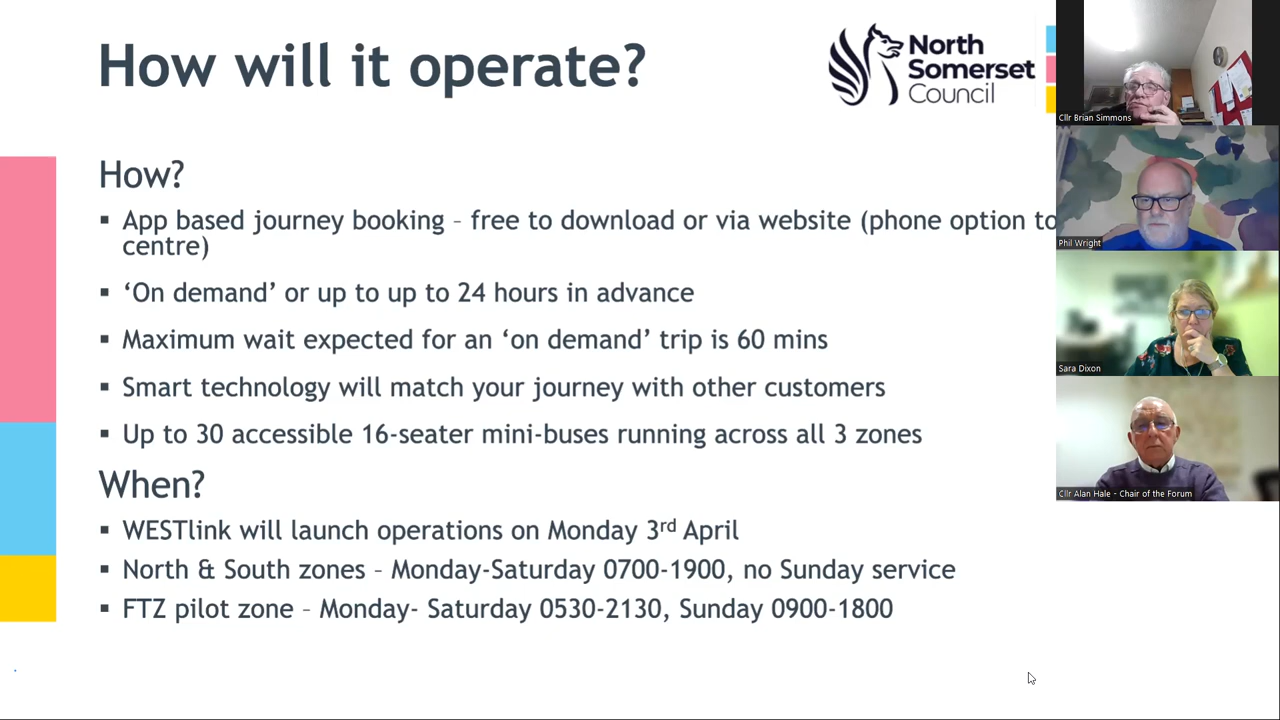 How will it operate?
North
Somerset
Council
How?
▪ App based journey booking – free to download or via website (phone option to
centre)
▪ ‘On demand’ or up to up to 24 hours in advance
▪ Maximum wait expected for an ‘on demand’ trip is 60 mins
▪ Smart technology will match your journey with other customers
▪ Up to 30 accessible 16-seater mini-buses running across all 3 zones
When?
▪ WESTlink will launch operations on Monday 3rd April
▪ North & South zones – Monday-Saturday 0700-1900, no Sunday service
▪ FTZ pilot zone – Monday- Saturday 0530-2130, Sunday 0900-1800
Cllr Brian Simmons
Phil Wright
Sara Dixon
Cllr Alan Hale - Chair of the Forum